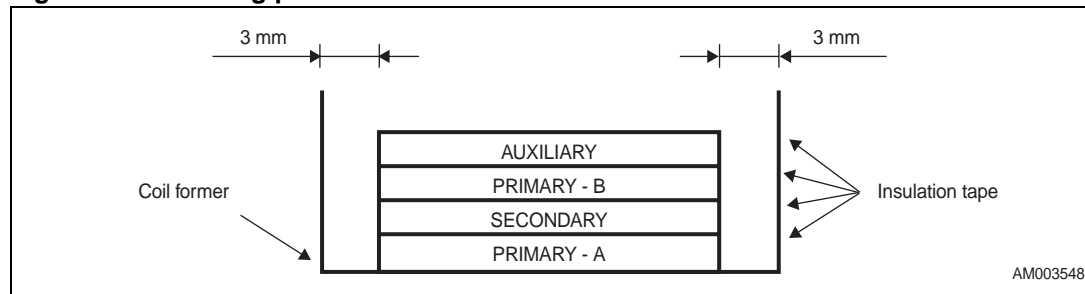 3 mm
3 mm
AUXILIARY
PRIMARY - B
Coil former
Insulation tape
SECONDARY
PRIMARY - A
AM003548